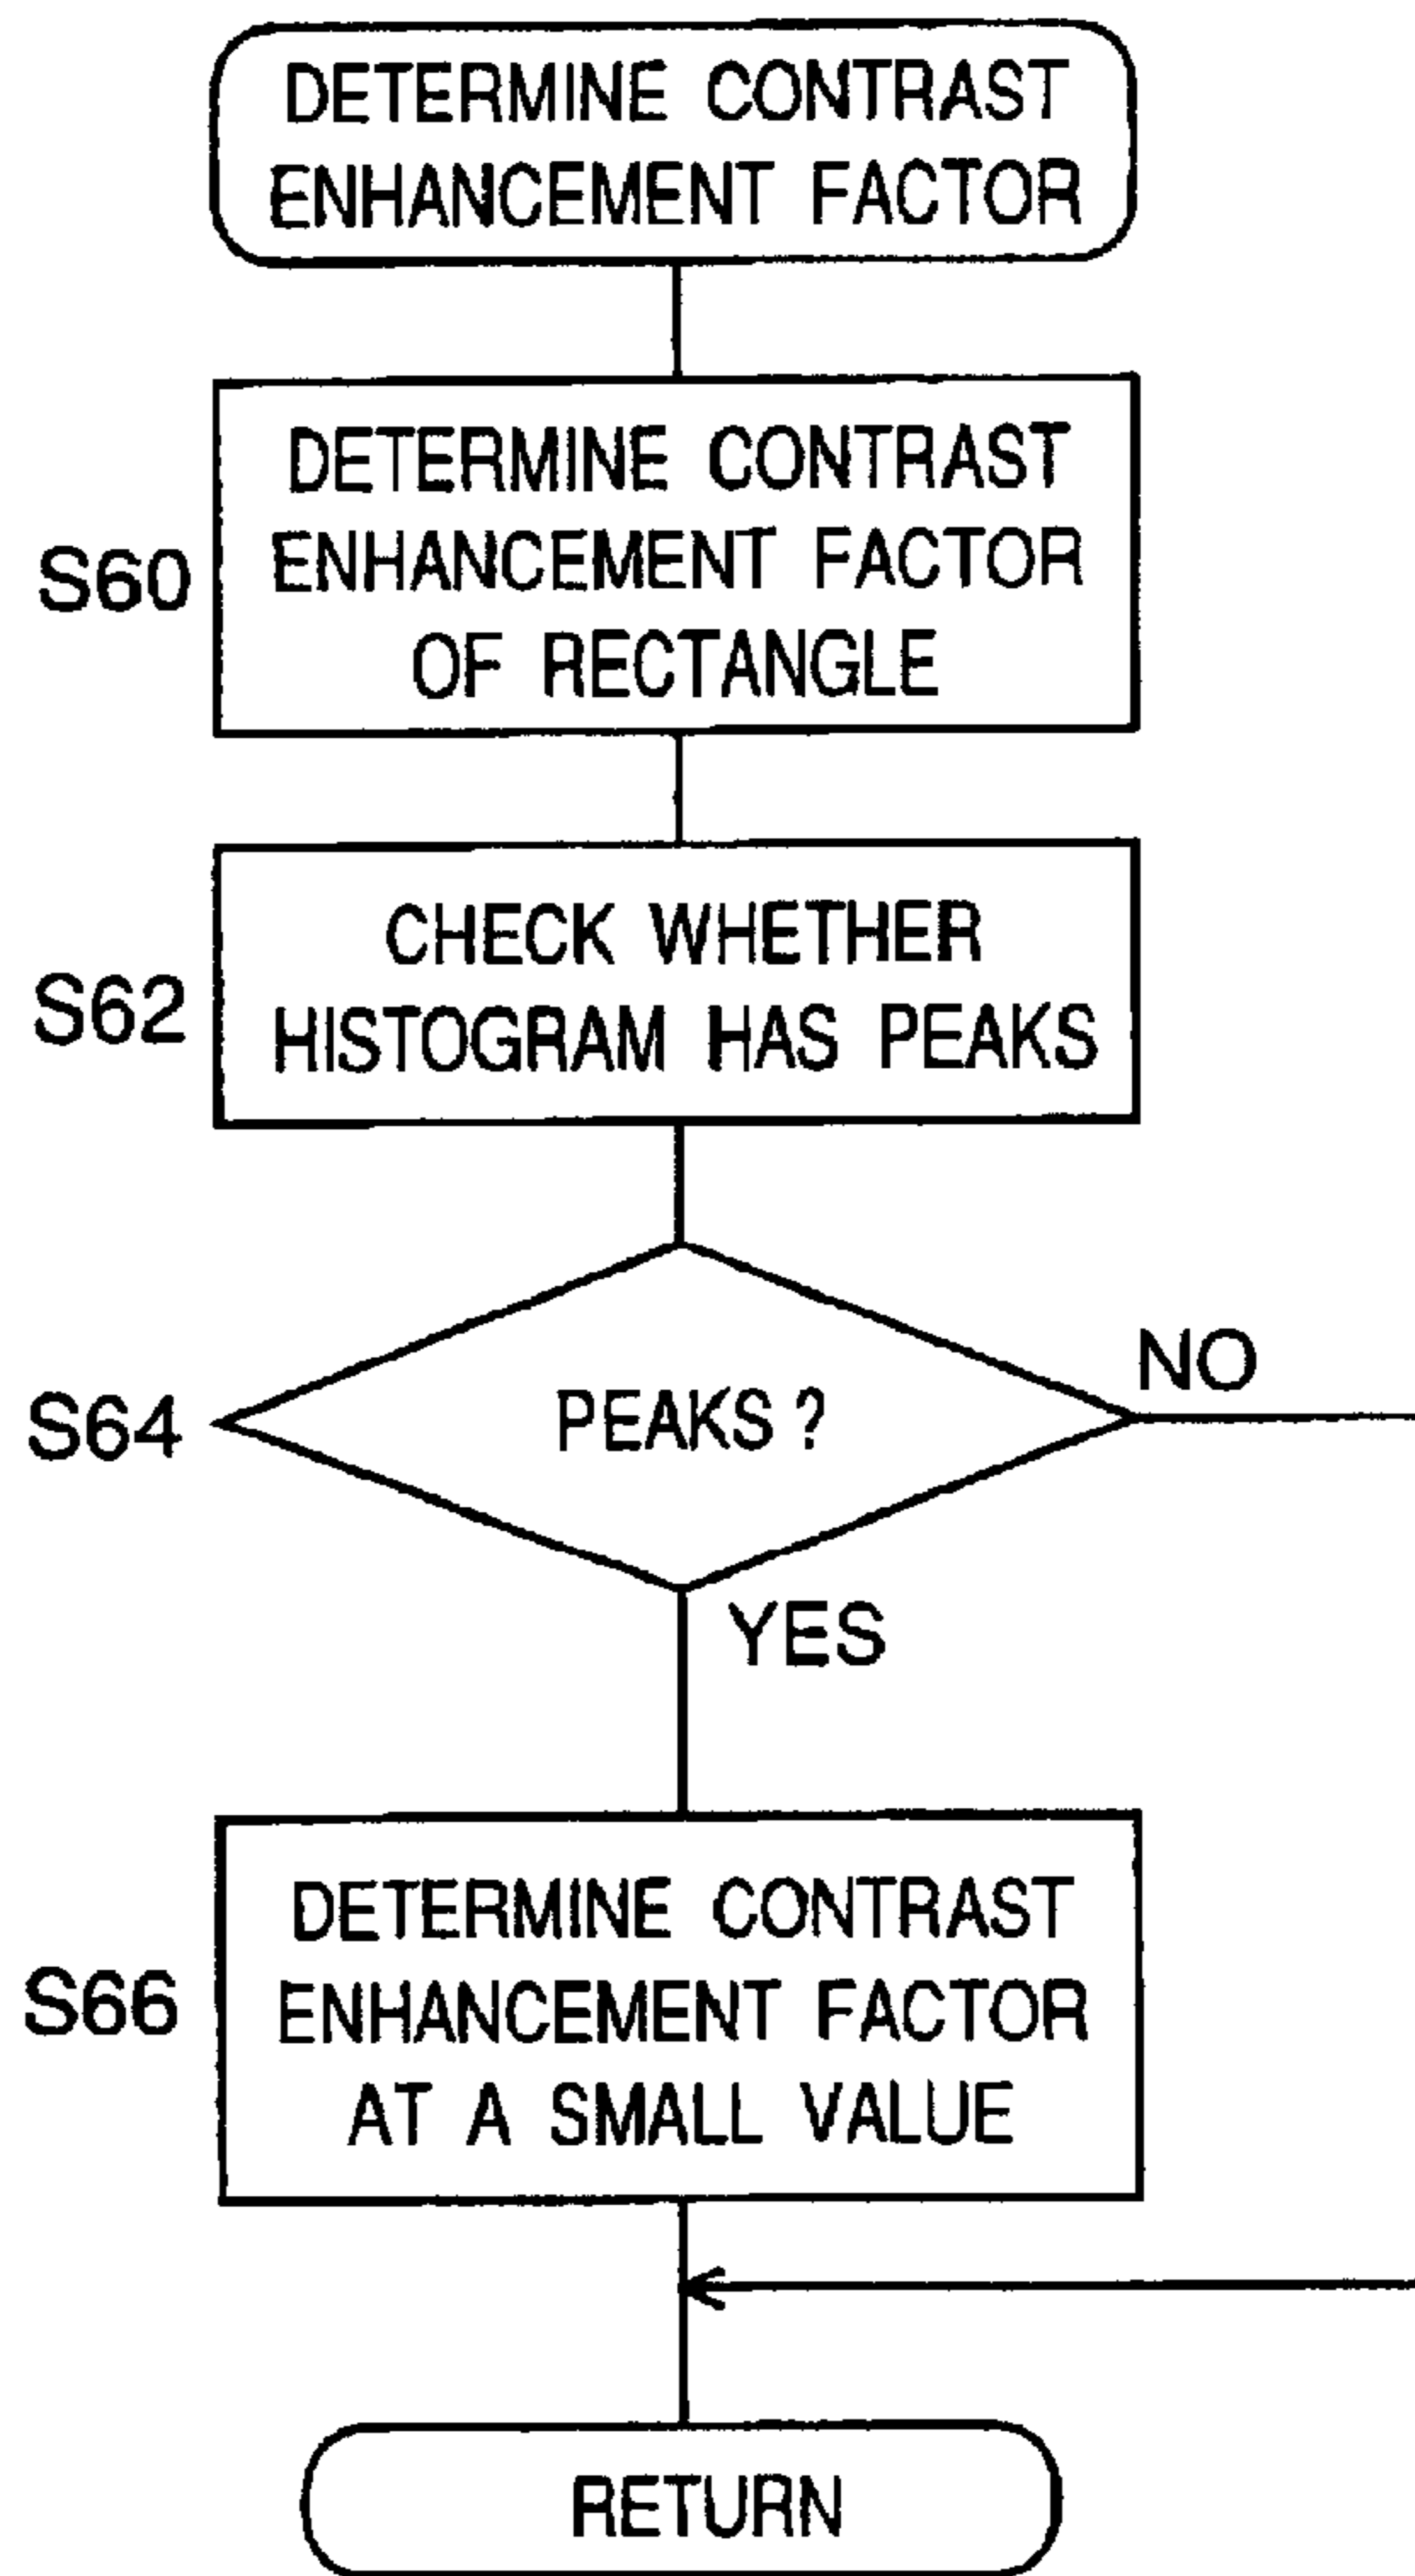 DETERMINE CONTRAST
ENHANCEMENT FACTOR
S60
DETERMINE CONTRAST
ENHANCEMENT FACTOR
OF RECTANGLE
S62
CHECK WHETHER
HISTOGRAM HAS PEAKS
S64
PEAKS ?
NO
YES
S66
DETERMINE CONTRAST
ENHANCEMENT FACTOR
AT A SMALL VALUE
RETURN